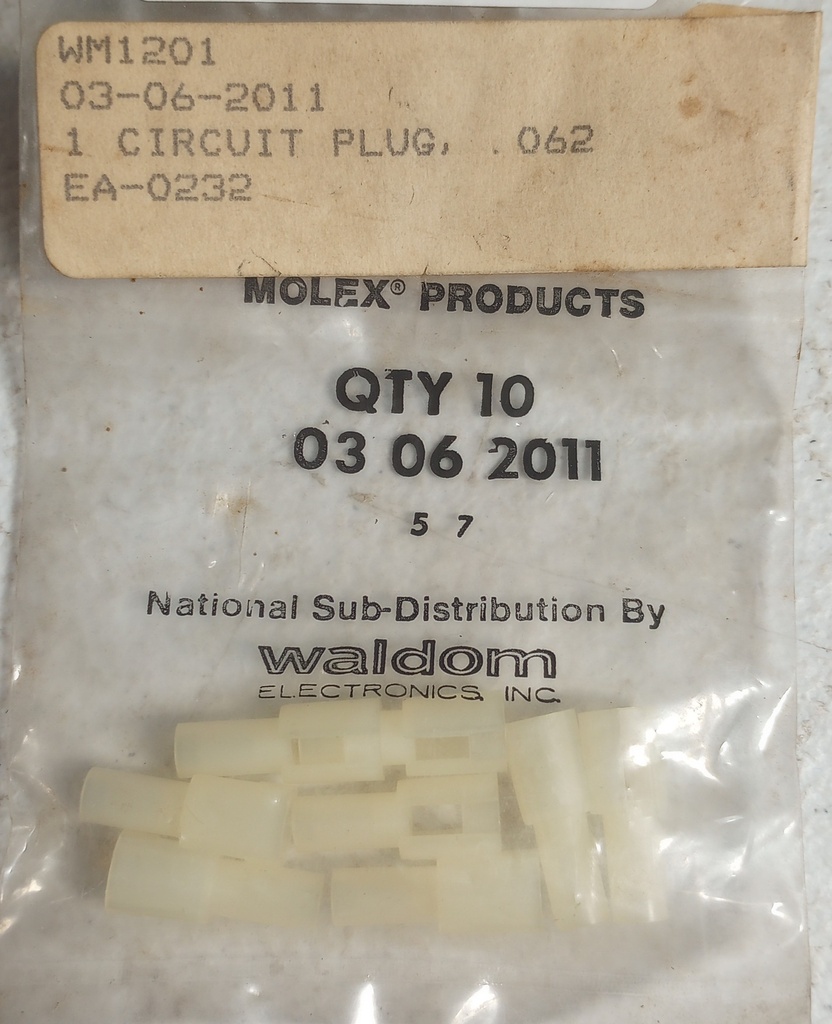 WM1201
03-06-2011
1 CIRCUIT PLUG, .062
EA-0232
MOLEX® PRODUCTS
QTY 10
03 06 2011
5 7
National Sub-Distribution By
waldom
ELECTRONICS, INC.